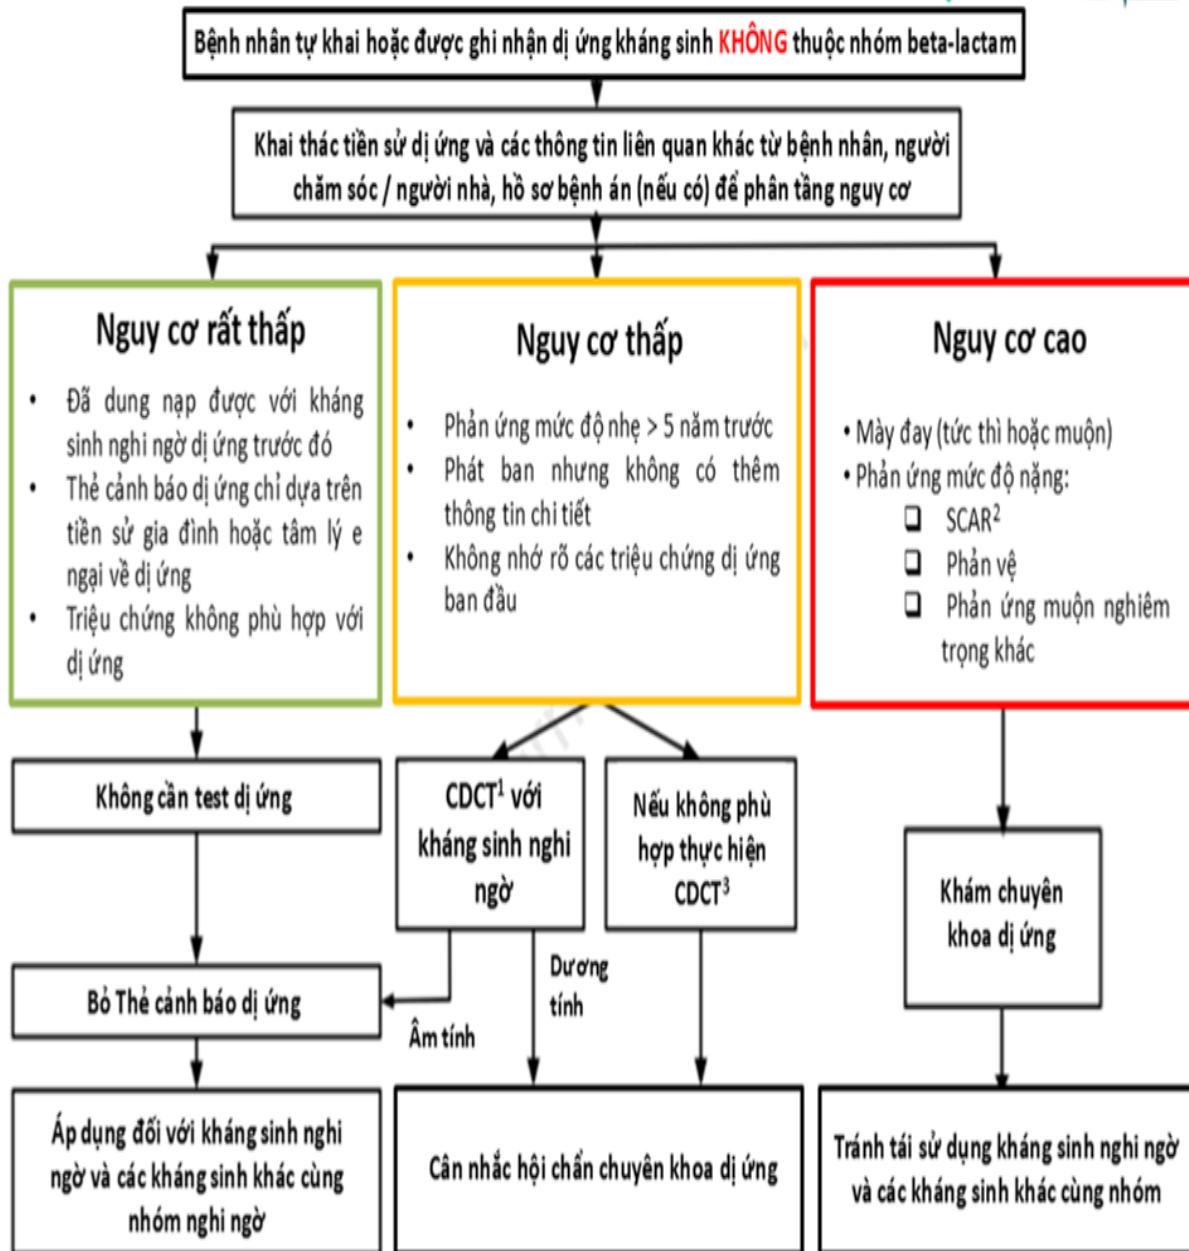 Bệnh nhân tự khai hoặc được ghi nhận dị ứng kháng sinh KHÔNG thuộc nhóm beta-lactam
Khai thác tiền sử dị ứng và các thông tin liên quan khác từ bệnh nhân, người
chăm sóc / người nhà, hồ sơ bệnh án (nếu có) để phân tầng nguy cơ
Nguy cơ rất thấp
• Đã dung nạp được với kháng
sinh nghi ngờ dị ứng trước đó
• Thẻ cảnh báo dị ứng chỉ dựa trên
tiền sử gia đình hoặc tâm lý e
ngại về dị ứng
• Triệu chứng không phù hợp với
dị ứng
Nguy cơ thấp
• Phản ứng mức độ nhẹ > 5 năm trước
• Phát ban nhưng không có thêm
thông tin chi tiết
• Không nhớ rõ các triệu chứng dị ứng
ban đầu
Nguy cơ cao
• Mày đay (tức thì hoặc muộn)
• Phản ứng mức độ nặng:
❑ SCAR²
❑ Phản vệ
❑ Phản ứng muộn nghiêm
trọng khác
Không cần test dị ứng
CDCT¹ với
kháng sinh nghi
ngờ
Nếu không phù
hợp thực hiện
CDCT³
Khám chuyên
khoa dị ứng
Bỏ Thẻ cảnh báo dị ứng
Âm tính
Dương
tính
Áp dụng đối với kháng sinh nghi
ngờ và các kháng sinh khác cùng
nhóm nghi ngờ
Cân nhắc hội chẩn chuyên khoa dị ứng
Tránh tái sử dụng kháng sinh nghi ngờ
và các kháng sinh khác cùng nhóm